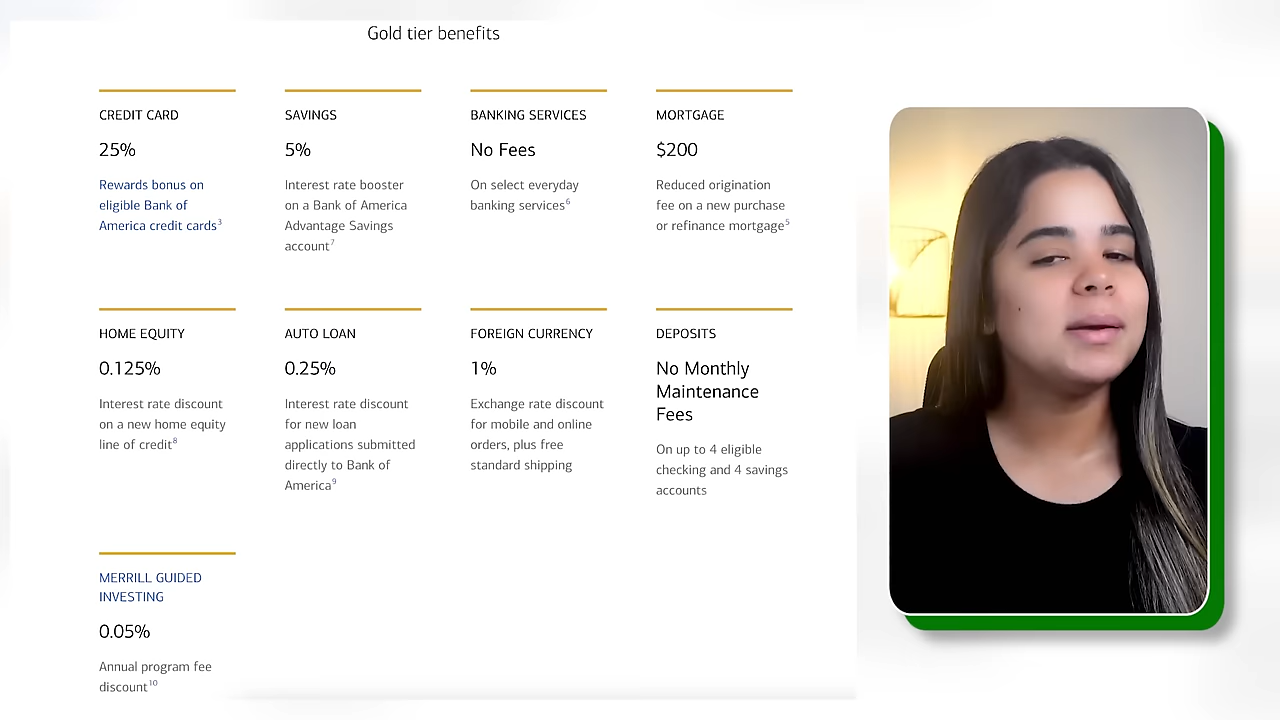 Gold tier benefits
CREDIT CARD
25%
Rewards bonus on
eligible Bank of
America credit cards3
SAVINGS
5%
Interest rate booster
on a Bank of America
Advantage Savings
account7
BANKING SERVICES
No Fees
On select everyday
banking services6
MORTGAGE
$200
Reduced origination
fee on a new purchase
or refinance mortgage5
HOME EQUITY
0.125%
Interest rate discount
on a new home equity
line of credit8
AUTO LOAN
0.25%
Interest rate discount
for new loan
applications submitted
directly to Bank of
America9
FOREIGN CURRENCY
1%
Exchange rate discount
for mobile and online
orders, plus free
standard shipping
DEPOSITS
No Monthly
Maintenance
Fees
On up to 4 eligible
checking and 4 savings
accounts
MERRILL GUIDED
INVESTING
0.05%
Annual program fee
discount10